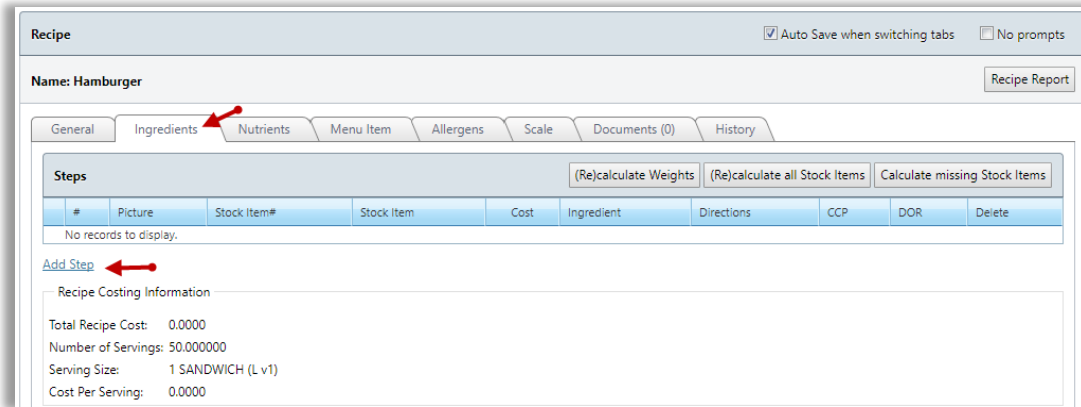 Recipe Auto Save when switching tabs No prompts
Name: Hamburger Recipe Report
General Ingredients Nutrients Menu Item Allergens Scale Documents (0) History
Steps (Re)calculate Weights (Re)calculate all Stock Items Calculate missing Stock Items
# Picture Stock Item# Stock Item Cost Ingredient Directions CCP DOR Delete
No records to display.
Add Step
Recipe Costing Information
Total Recipe Cost: 0.0000
Number of Servings: 50.000000
Serving Size: 1 SANDWICH (L v1)
Cost Per Serving: 0.0000